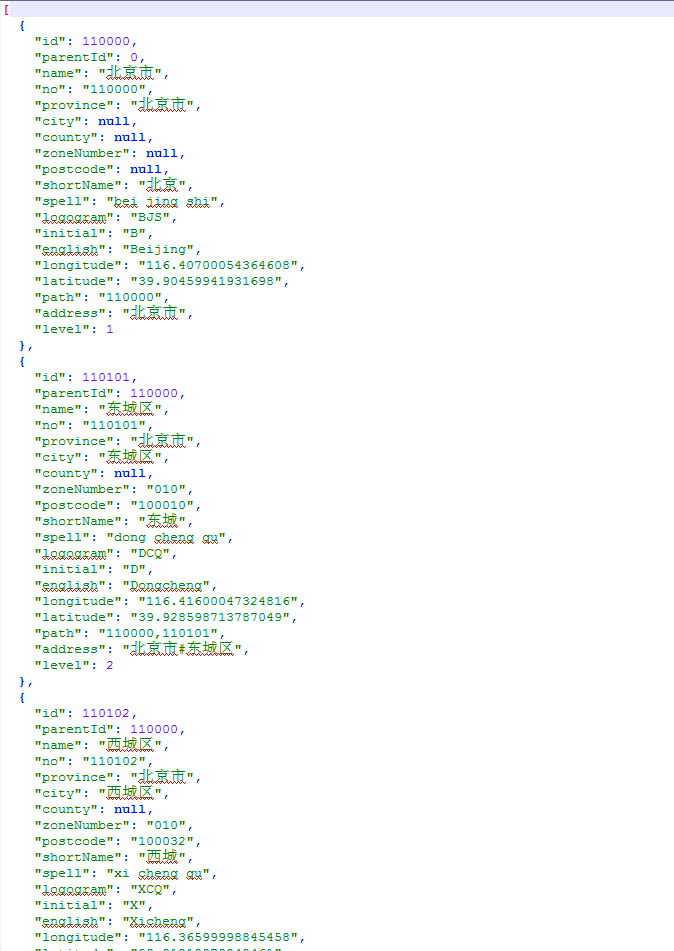 [
{
"id": 110000,
"parentId": 0,
"name": "北京市",
"no": "110000",
"province": "北京市",
"city": null,
"county": null,
"zoneNumber": null,
"postcode": null,
"shortName": "北京",
"spell": "bei jing shi",
"logogram": "BJS",
"initial": "B",
"english": "Beijing",
"longitude": "116.40700054364608",
"latitude": "39.90459941931698",
"path": "110000",
"address": "北京市",
"level": 1
},
{
"id": 110101,
"parentId": 110000,
"name": "东城区",
"no": "110101",
"province": "北京市",
"city": "东城区",
"county": null,
"zoneNumber": "010",
"postcode": "100010",
"shortName": "东城",
"spell": "dong cheng qu",
"logogram": "DCQ",
"initial": "D",
"english": "Dongcheng",
"longitude": "116.41600047324816",
"latitude": "39.928598713787049",
"path": "110000,110101",
"address": "北京市#东城区",
"level": 2
},
{
"id": 110102,
"parentId": 110000,
"name": "西城区",
"no": "110102",
"province": "北京市",
"city": "西城区",
"county": null,
"zoneNumber": "010",
"postcode": "100032",
"shortName": "西城",
"spell": "xi cheng qu",
"logogram": "XCQ",
"initial": "X",
"english": "Xicheng",
"longitude": "116.36599998845458",